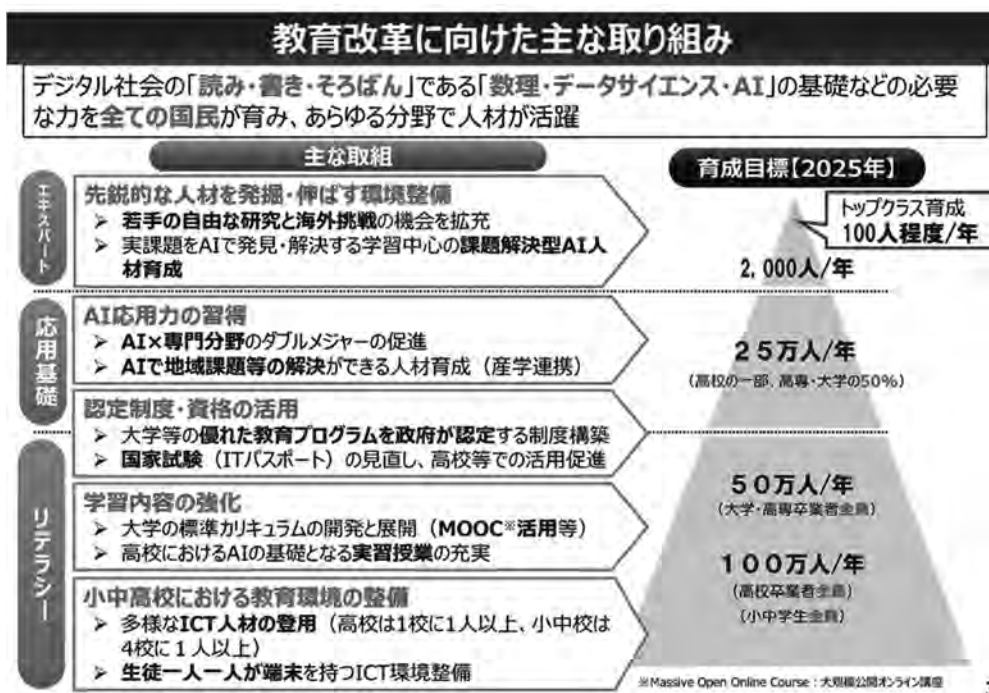 教育改革に向けた主な取り組み
デジタル社会の「読み・書き・そろばん」である「数理・データサイエンス・AI」の基礎などの必要
な力を全ての国民が育み、あらゆる分野で人材が活躍
主な取組
育成目標【2025年】
エキスパート
先鋭的な人材を発掘・伸ばす環境整備
➢ 若手の自由な研究と海外挑戦の機会を拡充
➢ 実課題をAIで発見・解決する学習中心の課題解決型AI人
材育成
トップクラス育成
100人程度/年
2,000人/年
応用基礎
AI応用力の習得
➢ AI×専門分野のダブルメジャーの促進
➢ AIで地域課題等の解決ができる人材育成（産学連携）
25万人/年
（高校の一部、高専・大学の50%）
認定制度・資格の活用
➢ 大学等の優れた教育プログラムを政府が認定する制度構築
➢ 国家試験（ITパスポート）の見直し、高校等での活用促進
リテラシー
学習内容の強化
➢ 大学の標準カリキュラムの開発と展開（MOOC※活用等）
➢ 高校におけるAIの基礎となる実習授業の充実
50万人/年
（大学・高専卒業者全員）
100万人/年
（高校卒業者全員）
（小中学生全員）
小中高校における教育環境の整備
➢ 多様なICT人材の登用（高校は1校に1人以上、小中校は
4校に1人以上）
➢ 生徒一人一人が端末を持つICT環境整備
※Massive Open Online Course：大規模公開オンライン講座